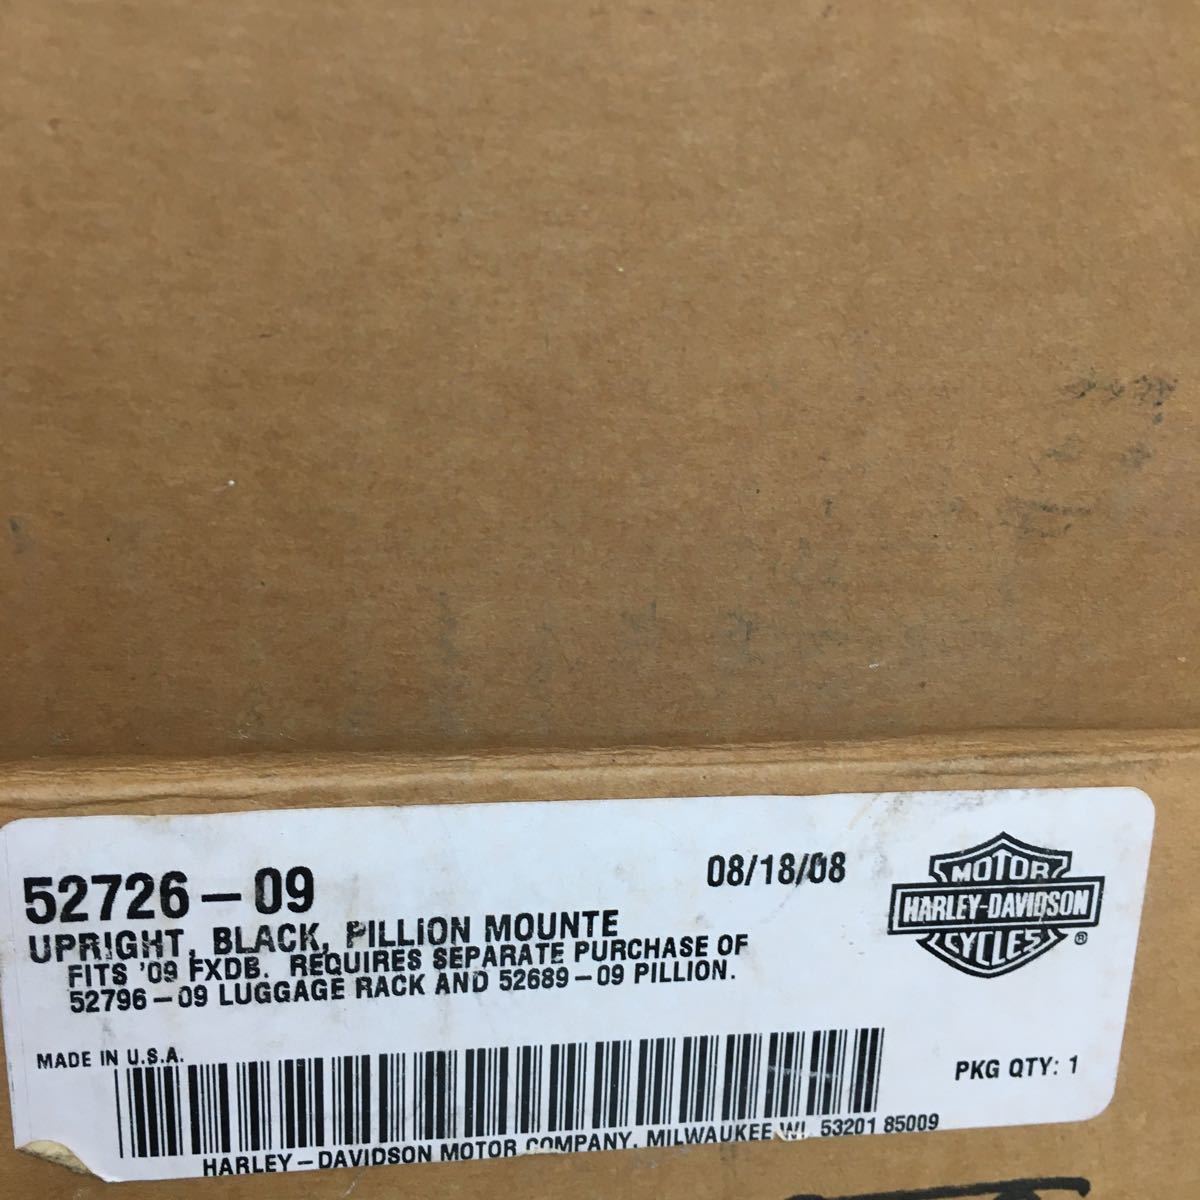 52726-09
08/18/08
UPRIGHT, BLACK, PILLION MOUNTE
FITS '09 FXDB. REQUIRES SEPARATE PURCHASE OF
52796-09 LUGGAGE RACK AND 52689-09 PILLION.
MOTOR
HARLEY-DAVIDSON
CYCLES
®
MADE IN U.S.A.
PKG QTY: 1
HARLEY-DAVIDSON MOTOR COMPANY, MILWAUKEE WI 53201 85009